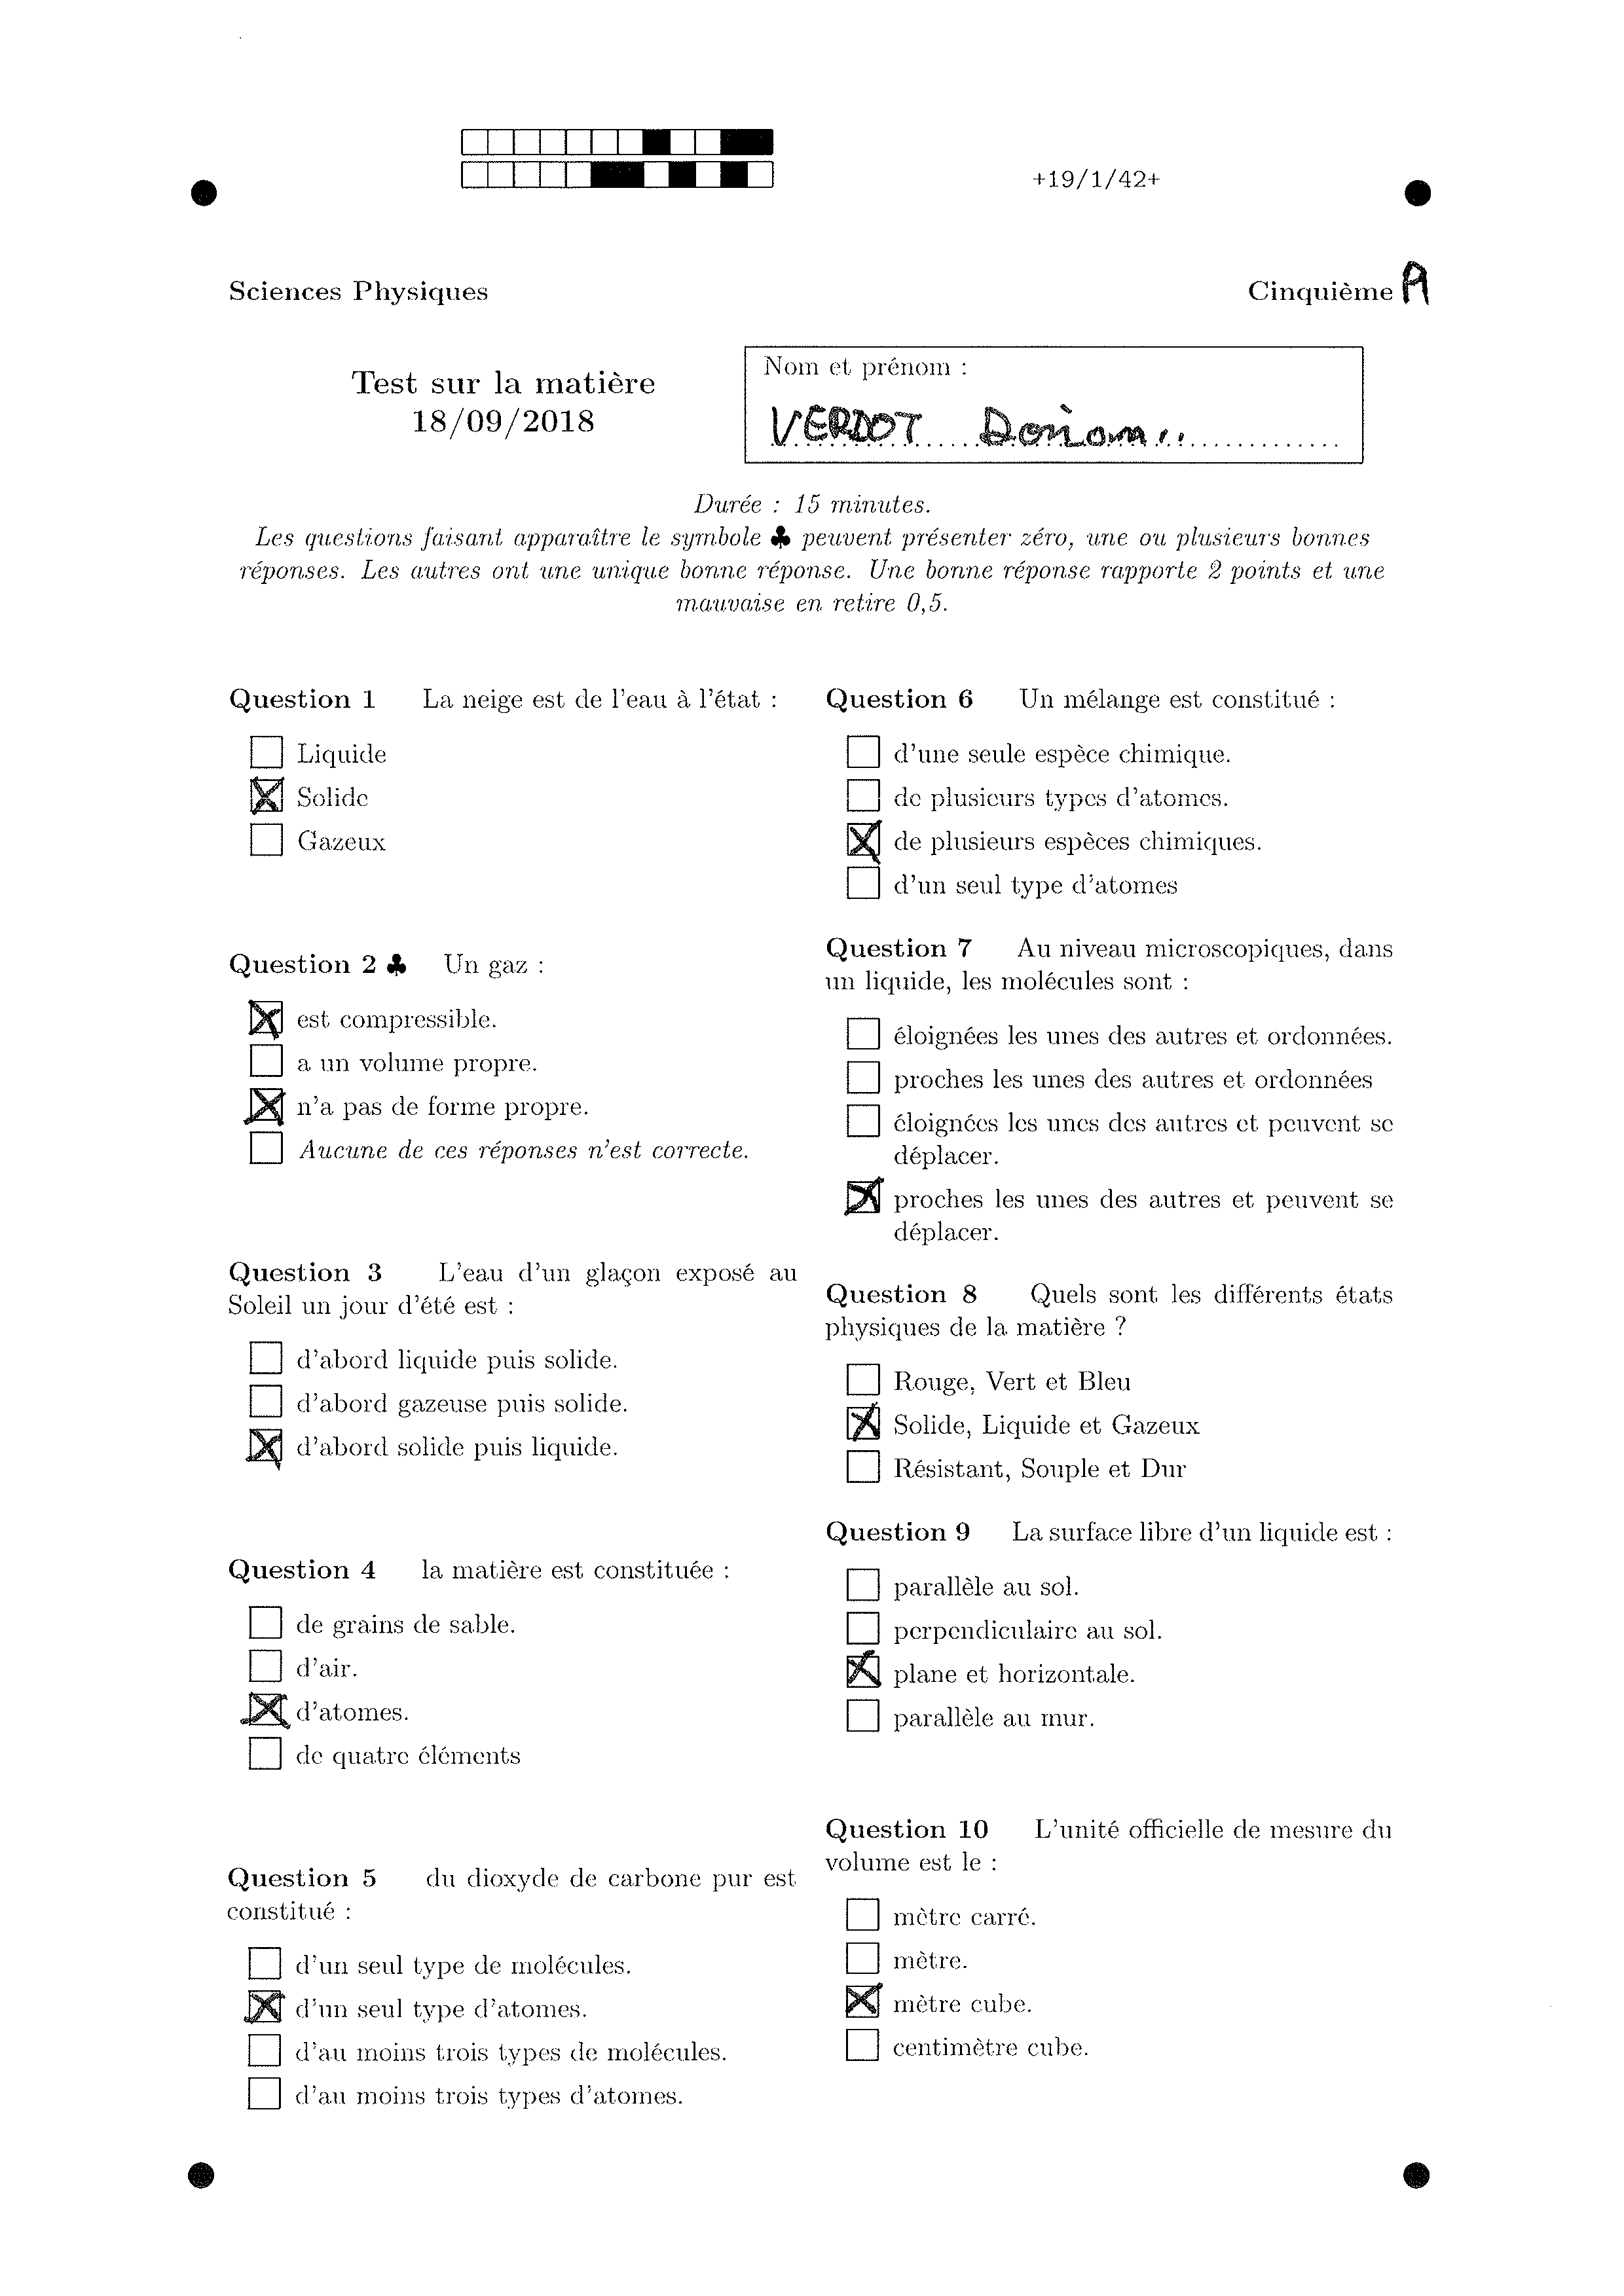 +19/1/42+
Sciences Physiques
Cinquième A
Test sur la matière
18/09/2018
Nom et prénom :
VERDOT
Durée : 15 minutes.
Les questions faisant apparaître le symbole ♣ peuvent présenter zéro, une ou plusieurs bonnes
réponses. Les autres ont une unique bonne réponse. Une bonne réponse rapporte 2 points et une
mauvaise en retire 0,5.
Question 1 La neige est de l'eau à l'état :
Liquide
Solide
Gazeux
Question 2 ♣ Un gaz :
est compressible.
a un volume propre.
n'a pas de forme propre.
Aucune de ces réponses n'est correcte.
Question 3 L'eau d'un glaçon exposé au
Soleil un jour d'été est :
d'abord liquide puis solide.
d'abord gazeuse puis solide.
d'abord solide puis liquide.
Question 4 la matière est constituée :
de grains de sable.
d'air.
d'atomes.
de quatre éléments
Question 5 du dioxyde de carbone pur est
constitué :
d'un seul type de molécules.
d'un seul type d'atomes.
d'au moins trois types de molécules.
d'au moins trois types d'atomes.
Question 6 Un mélange est constitué :
d'une seule espèce chimique.
de plusieurs types d'atomes.
de plusieurs espèces chimiques.
d'un seul type d'atomes
Question 7 Au niveau microscopiques, dans
un liquide, les molécules sont :
éloignées les unes des autres et ordonnées.
proches les unes des autres et ordonnées
éloignées les unes des autres et peuvent se
déplacer.
proches les unes des autres et peuvent se
déplacer.
Question 8 Quels sont les différents états
physiques de la matière ?
Rouge, Vert et Bleu
Solide, Liquide et Gazeux
Résistant, Souple et Dur
Question 9 La surface libre d'un liquide est :
parallèle au sol.
perpendiculaire au sol.
plane et horizontale.
parallèle au mur.
Question 10 L'unité officielle de mesure du
volume est le :
mètre carré.
mètre.
mètre cube.
centimètre cube.